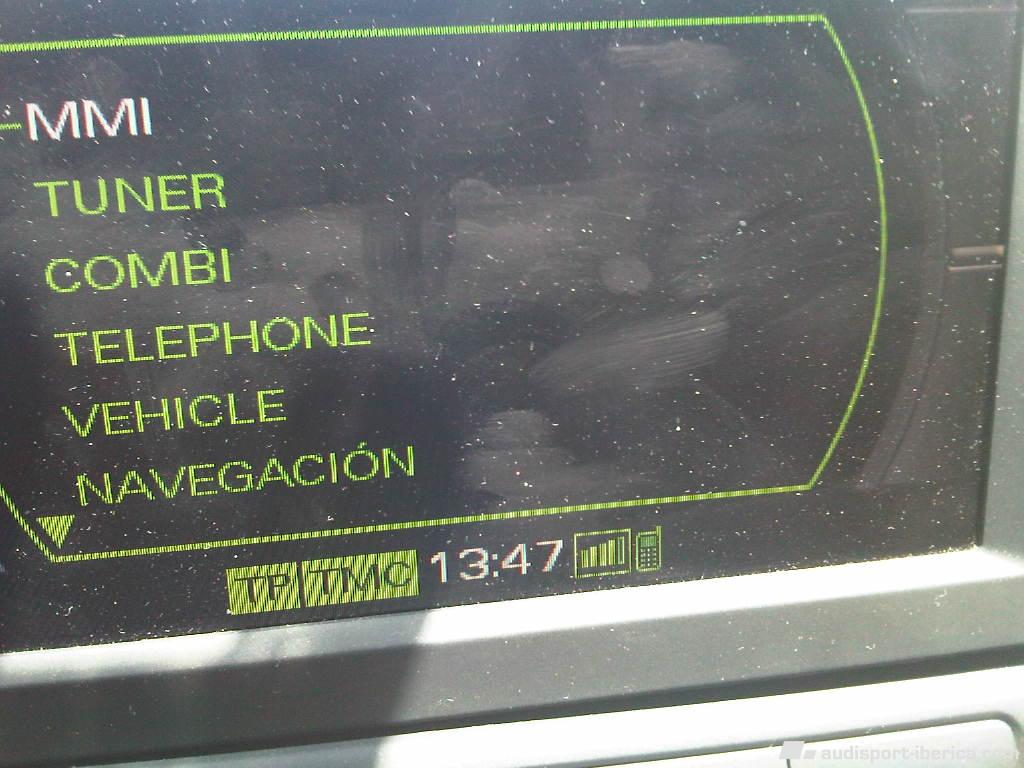 MMI
TUNER
COMBI
TELEPHONE
VEHICLE
NAVEGACIÓN
TP TMC 13:47
audisport-iberica.com